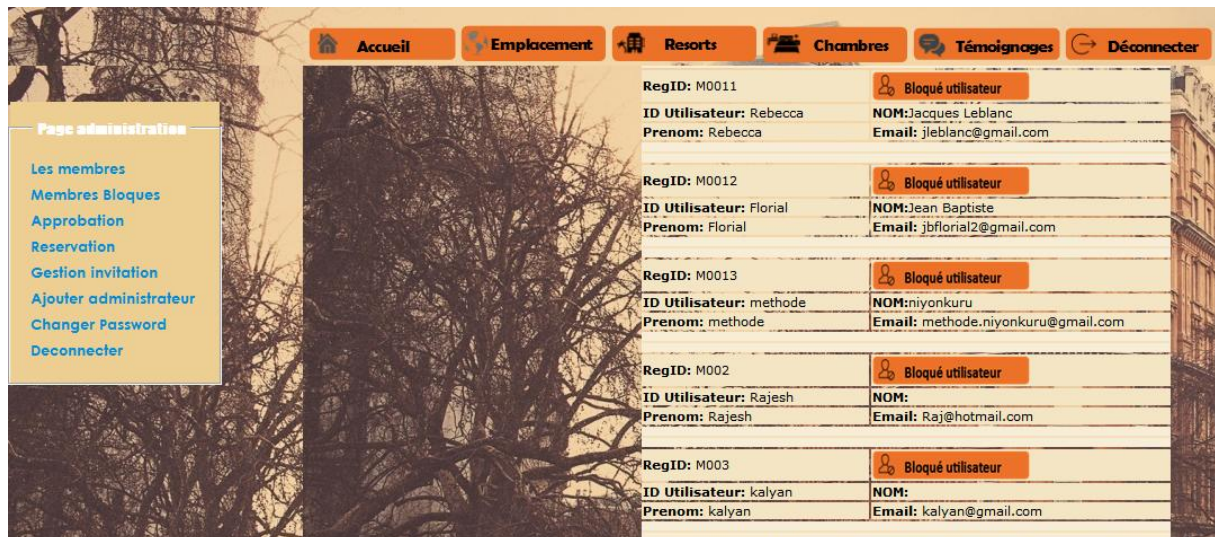 Accueil Emplacement Resorts Chambres Témoignages Déconnecter
Page administration
Les membres
Membres Bloques
Approbation
Reservation
Gestion invitation
Ajouter administrateur
Changer Password
Deconnecter
RegID: M0011 Bloqué utilisateur
ID Utilisateur: Rebecca NOM:Jacques Leblanc
Prenom: Rebecca Email: jleblanc@gmail.com
RegID: M0012 Bloqué utilisateur
ID Utilisateur: Florial NOM:Jean Baptiste
Prenom: Florial Email: jbflorial2@gmail.com
RegID: M0013 Bloqué utilisateur
ID Utilisateur: methode NOM:niyonkuru
Prenom: methode Email: methode.niyonkuru@gmail.com
RegID: M002 Bloqué utilisateur
ID Utilisateur: Rajesh NOM:
Prenom: Rajesh Email: Raj@hotmail.com
RegID: M003 Bloqué utilisateur
ID Utilisateur: kalyan NOM:
Prenom: kalyan Email: kalyan@gmail.com